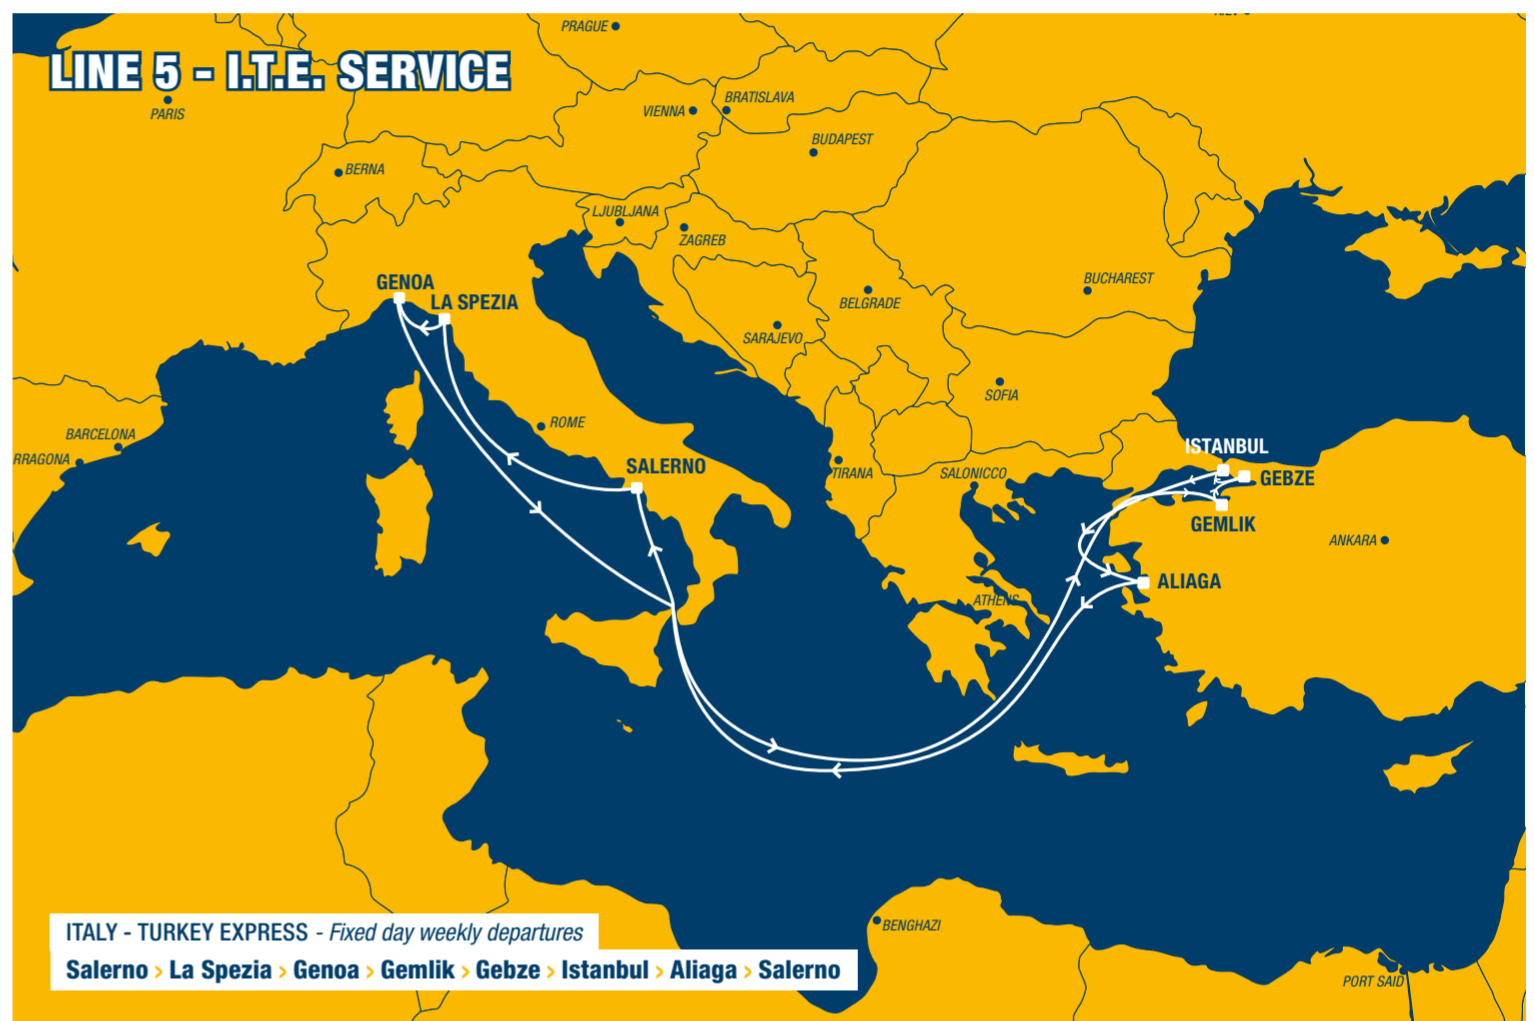 LINE 5 - I.T.E. SERVICE
PRAGUE
PARIS
VIENNA
BRATISLAVA
BUDAPEST
BERNA
LJUBLJANA
ZAGREB
BELGRADE
BUCHAREST
SARAJEVO
GENOA
LA SPEZIA
SOFIA
ROME
BARCELONA
RRAGONA
SALERNO
TIRANA
SALONICCO
ISTANBUL
GEBZE
GEMLIK
ANKARA
ALIAGA
ATHENS
BENGHAZI
PORT SAID
ITALY - TURKEY EXPRESS - Fixed day weekly departures
Salerno › La Spezia › Genoa › Gemlik › Gebze › Istanbul › Aliaga › Salerno